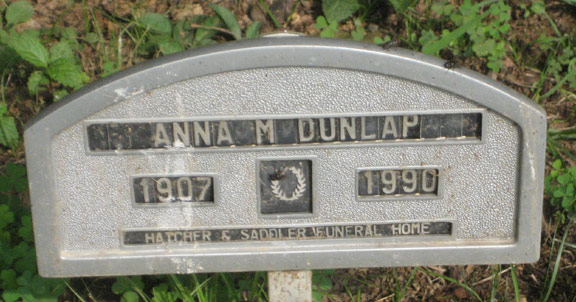 ANNA M DUNLAP
1907 1990
HATCHER & SADDLER FUNERAL HOME